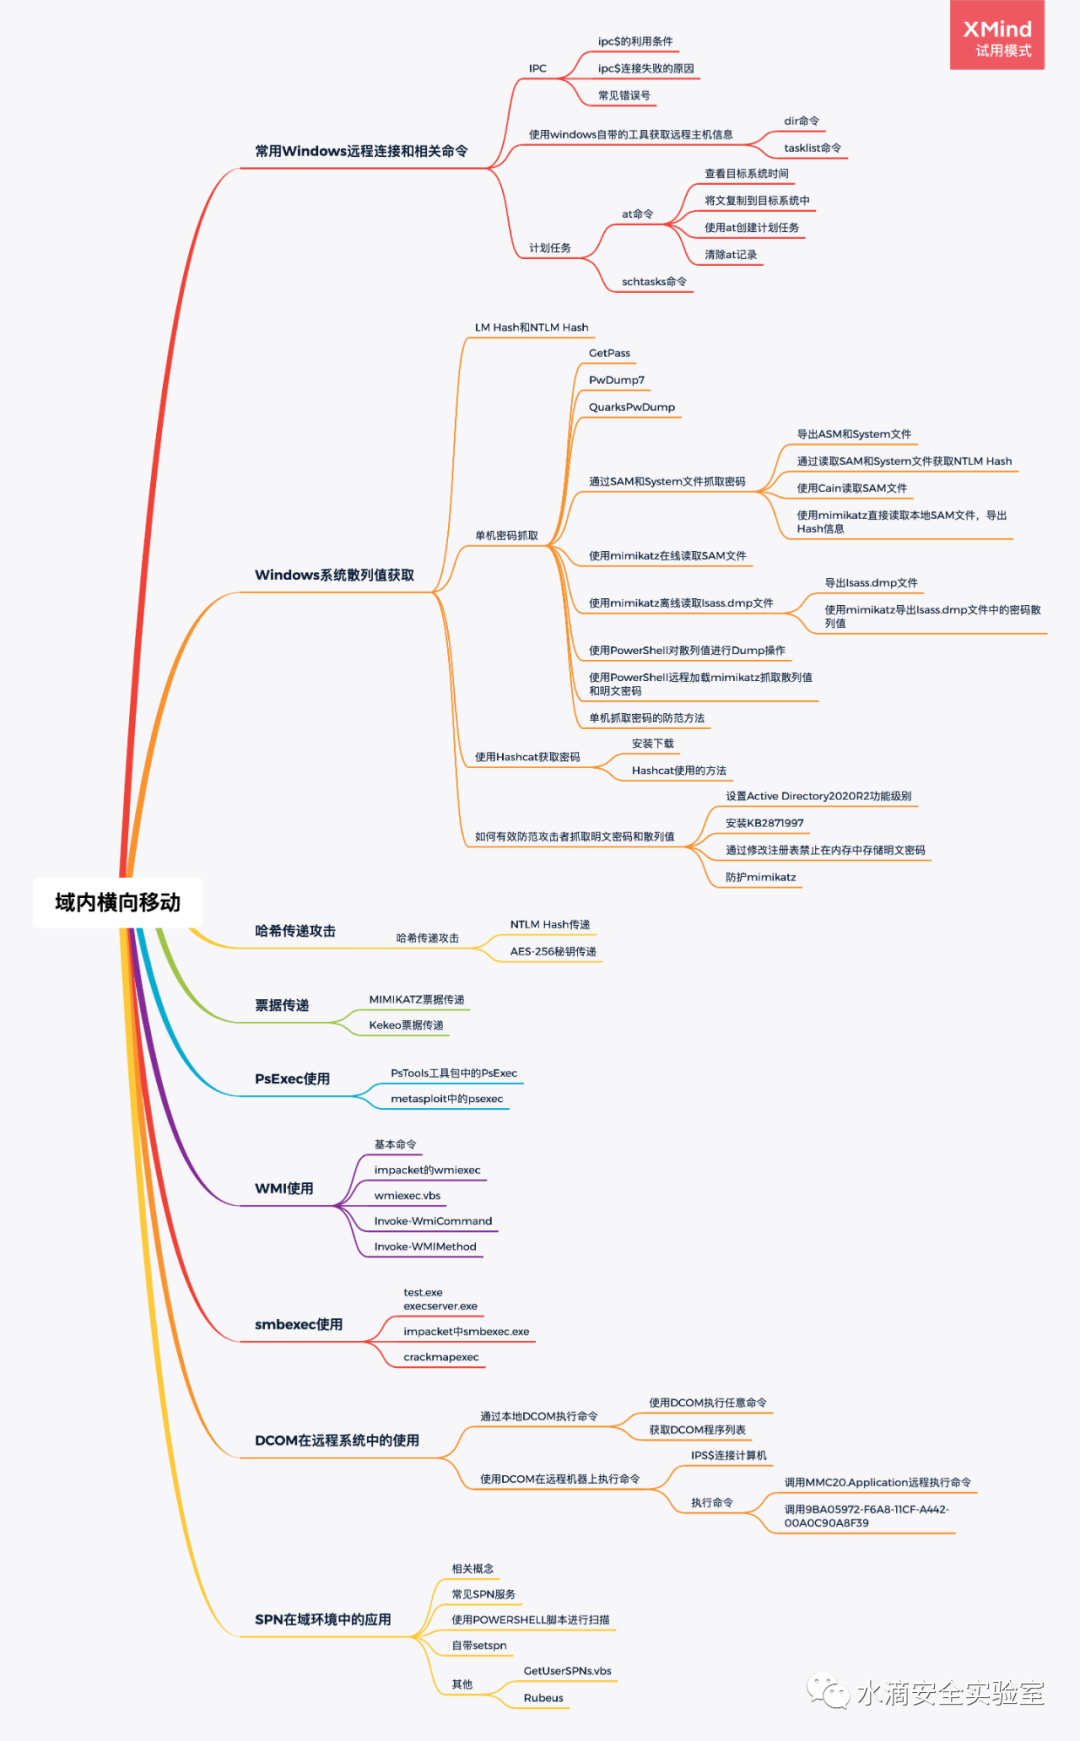 XMind
试用模式
域内横向移动
常用Windows远程连接和相关命令
IPC
ipc$的利用条件
ipc$连接失败的原因
常见错误号
使用windows自带的工具获取远程主机信息
dir命令
tasklist命令
计划任务
at命令
查看目标系统时间
将文复制到目标系统中
使用at创建计划任务
清除at记录
schtasks命令
Windows系统散列值获取
LM Hash和NTLM Hash
单机密码抓取
GetPass
PwDump7
QuarksPwDump
通过SAM和System文件抓取密码
导出ASM和System文件
通过读取SAM和System文件获取NTLM Hash
使用Cain读取SAM文件
使用mimikatz直接读取本地SAM文件，导出
Hash信息
使用mimikatz在线读取SAM文件
使用mimikatz离线读取lsass.dmp文件
导出lsass.dmp文件
使用mimikatz导出lsass.dmp文件中的密码散
列值
使用PowerShell对散列值进行Dump操作
使用PowerShell远程加载mimikatz抓取散列值
和明文密码
单机抓取密码的防范方法
使用Hashcat获取密码
安装下载
Hashcat使用的方法
如何有效防范攻击者抓取明文密码和散列值
设置Active Directory2020R2功能级别
安装KB2871997
通过修改注册表禁止在内存中存储明文密码
防护mimikatz
哈希传递攻击
哈希传递攻击
NTLM Hash传递
AES-256秘钥传递
票据传递
MIMIKATZ票据传递
Kekeo票据传递
PsExec使用
PsTools工具包中的PsExec
metasploit中的psexec
WMI使用
基本命令
impacket的wmiexec
wmiexec.vbs
Invoke-WmiCommand
Invoke-WMIMethod
smbexec使用
test.exe
execserver.exe
impacket中smbexec.exe
crackmapexec
DCOM在远程系统中的使用
通过本地DCOM执行命令
使用DCOM执行任意命令
获取DCOM程序列表
使用DCOM在远程机器上执行命令
IPS$连接计算机
执行命令
调用MMC20.Application远程执行命令
调用9BA05972-F6A8-11CF-A442-
00A0C90A8F39
SPN在域环境中的应用
相关概念
常见SPN服务
使用POWERSHELL脚本进行扫描
自带setspn
其他
GetUserSPNs.vbs
Rubeus
水滴安全实验室